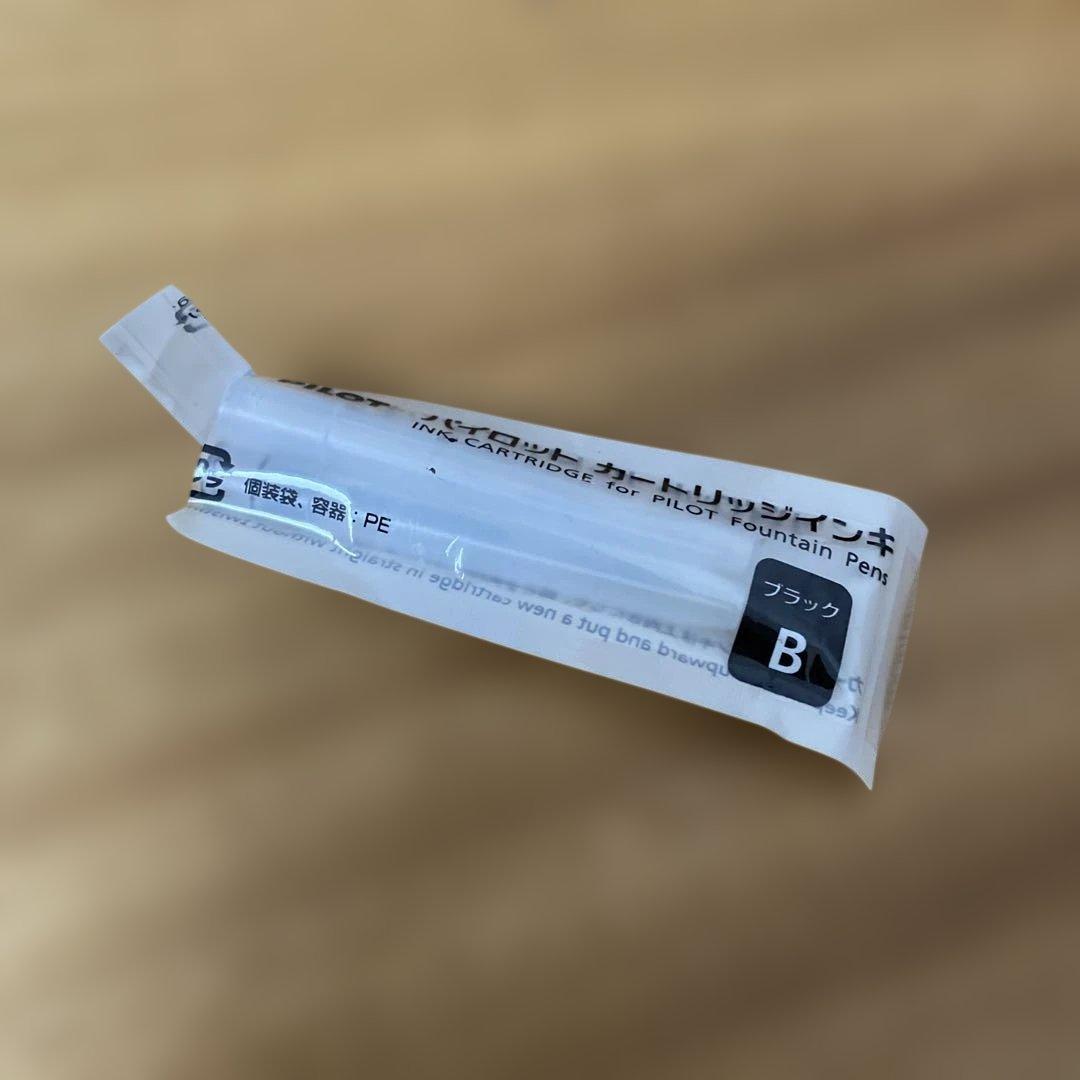 PILOT パイロット カートリッジインキ
INK CARTRIDGE for PILOT Fountain Pens
個装袋、容器：PE
ブラック
B
upward and put a new cartridge in straight without twisting
Keep